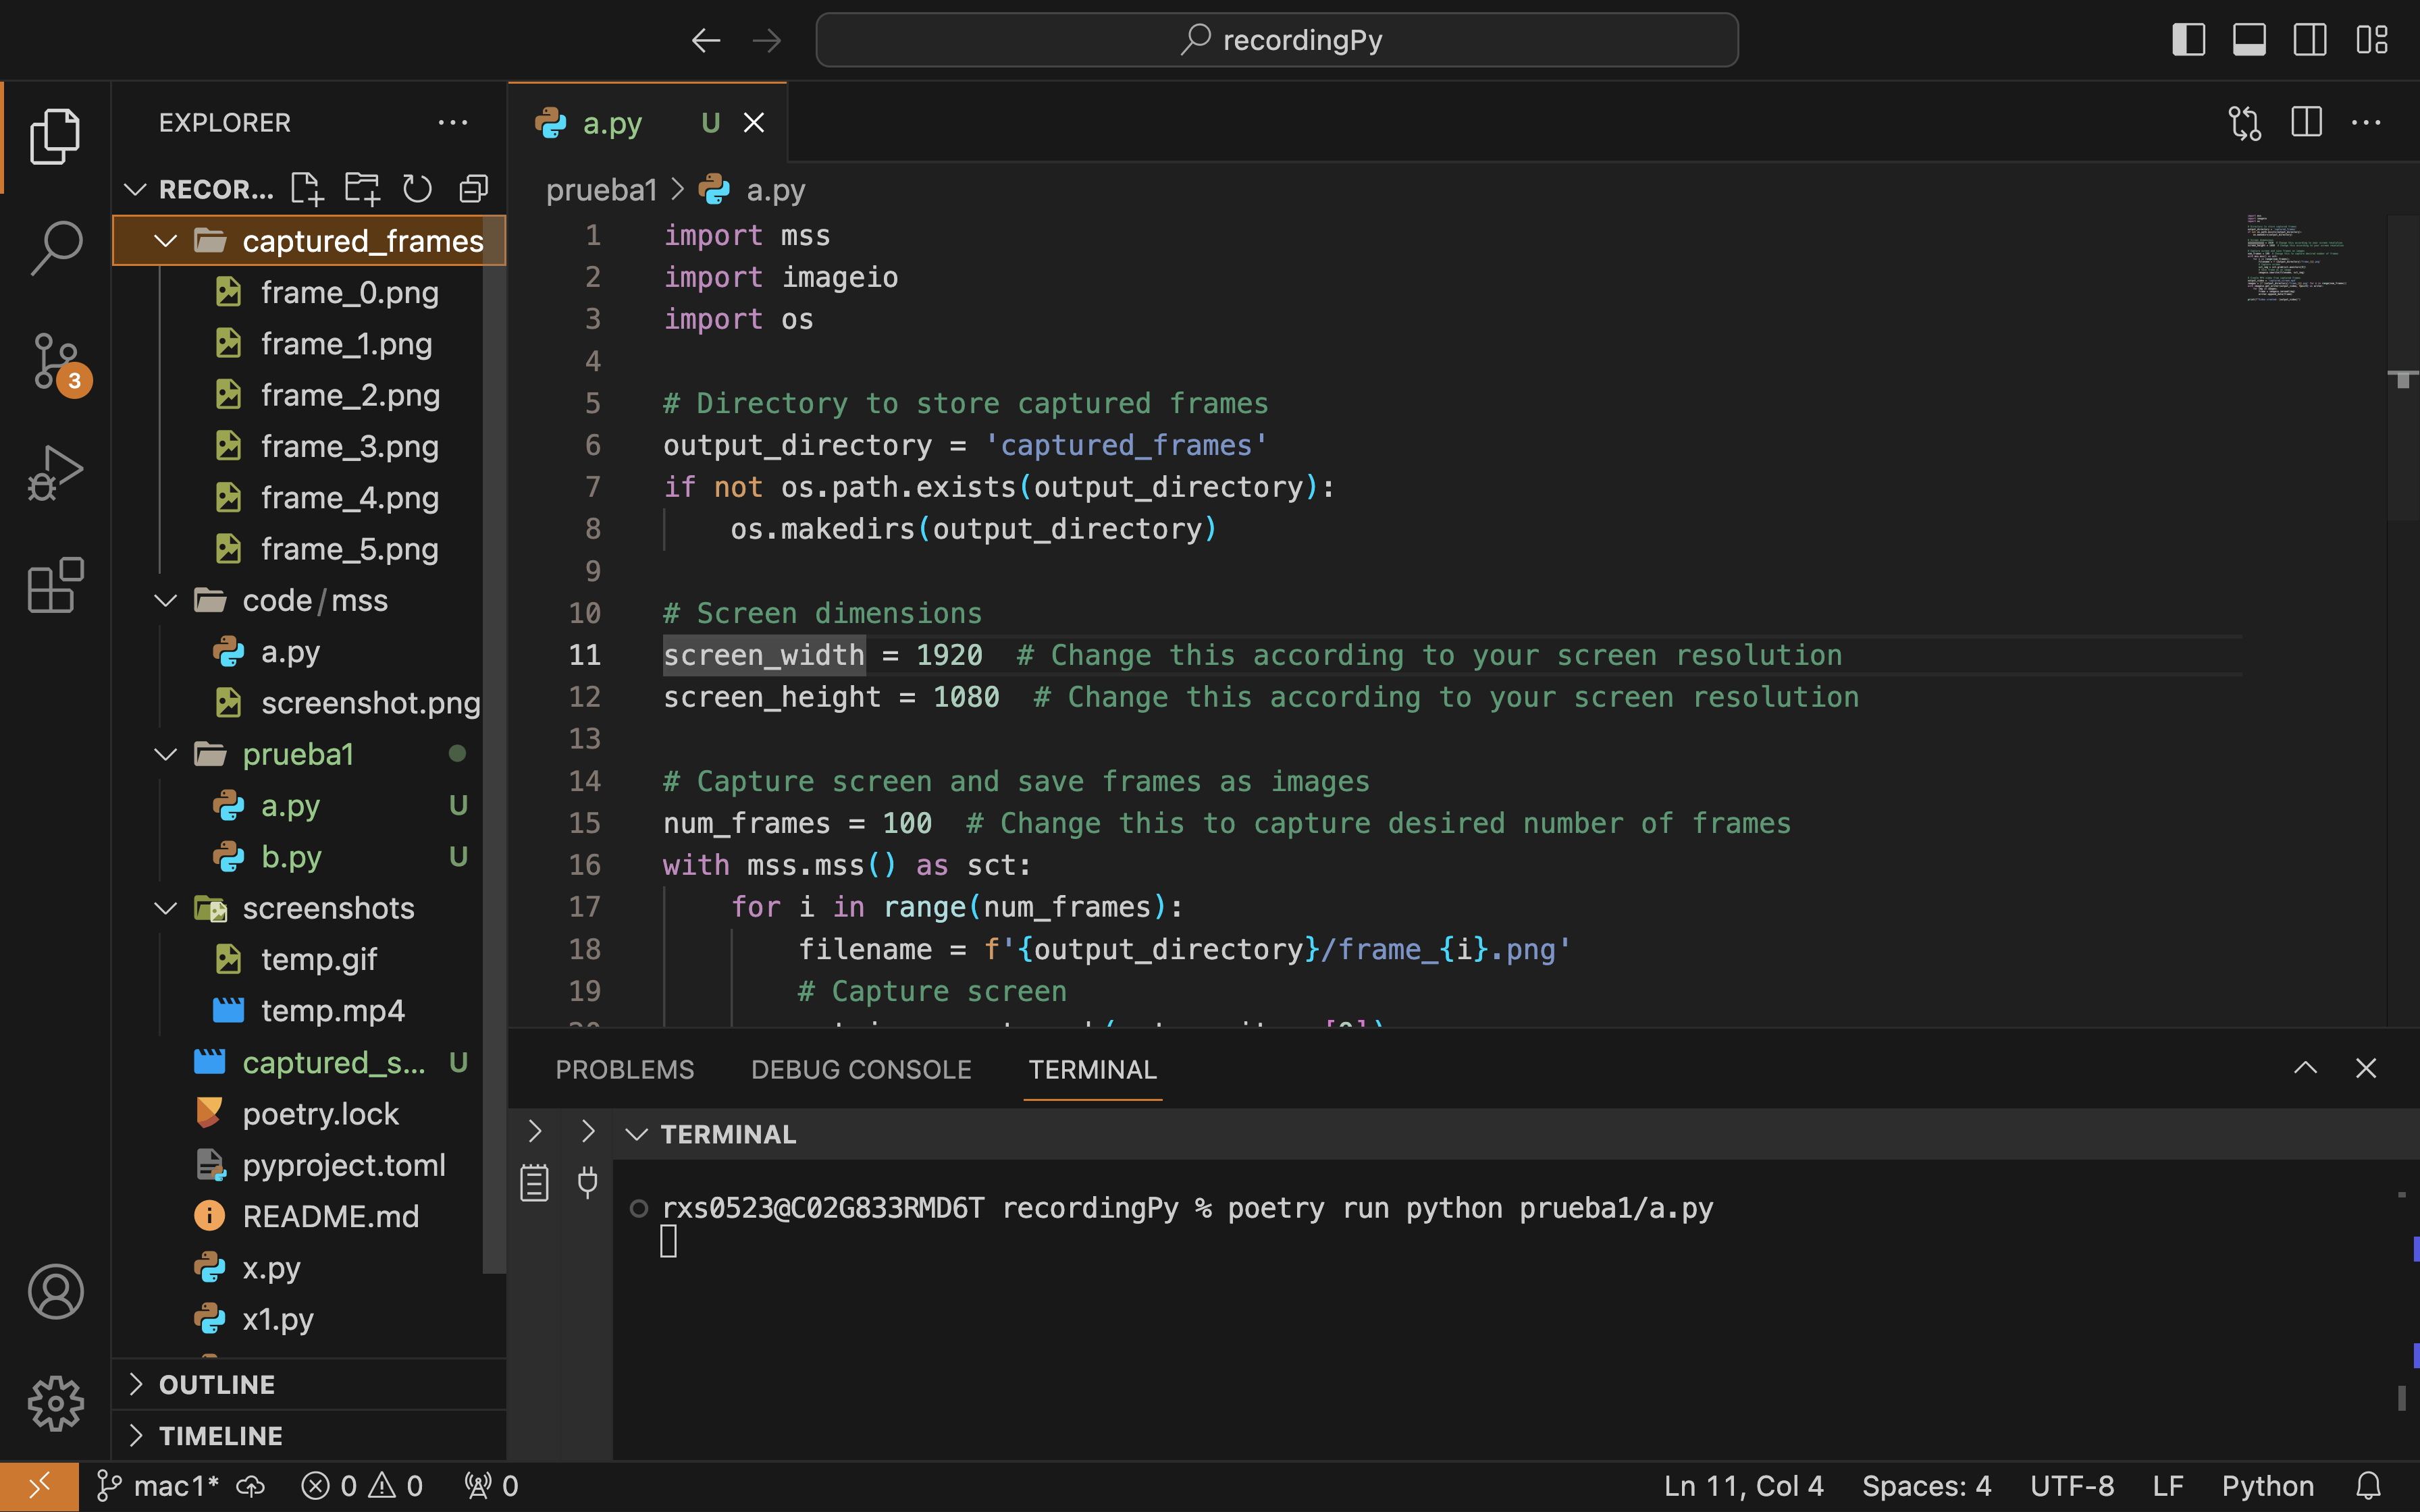 recordingPy
EXPLORER
RECOR...
captured_frames
frame_0.png
frame_1.png
frame_2.png
frame_3.png
frame_4.png
frame_5.png
code/mss
a.py
screenshot.png
prueba1
a.py U
b.py U
screenshots
temp.gif
temp.mp4
captured_s... U
poetry.lock
pyproject.toml
README.md
x.py
x1.py
OUTLINE
TIMELINE
3
a.py U
prueba1 > a.py
1 import mss
2 import imageio
3 import os
4
5 # Directory to store captured frames
6 output_directory = 'captured_frames'
7 if not os.path.exists(output_directory):
8 os.makedirs(output_directory)
9
10 # Screen dimensions
11 screen_width = 1920 # Change this according to your screen resolution
12 screen_height = 1080 # Change this according to your screen resolution
13
14 # Capture screen and save frames as images
15 num_frames = 100 # Change this to capture desired number of frames
16 with mss.mss() as sct:
17 for i in range(num_frames):
18 filename = f'{output_directory}/frame_{i}.png'
19 # Capture screen
PROBLEMS DEBUG CONSOLE TERMINAL
TERMINAL
rxs0523@C02G833RMD6T recordingPy % poetry run python prueba1/a.py
mac1* 0 0 0 Ln 11, Col 4 Spaces: 4 UTF-8 LF Python